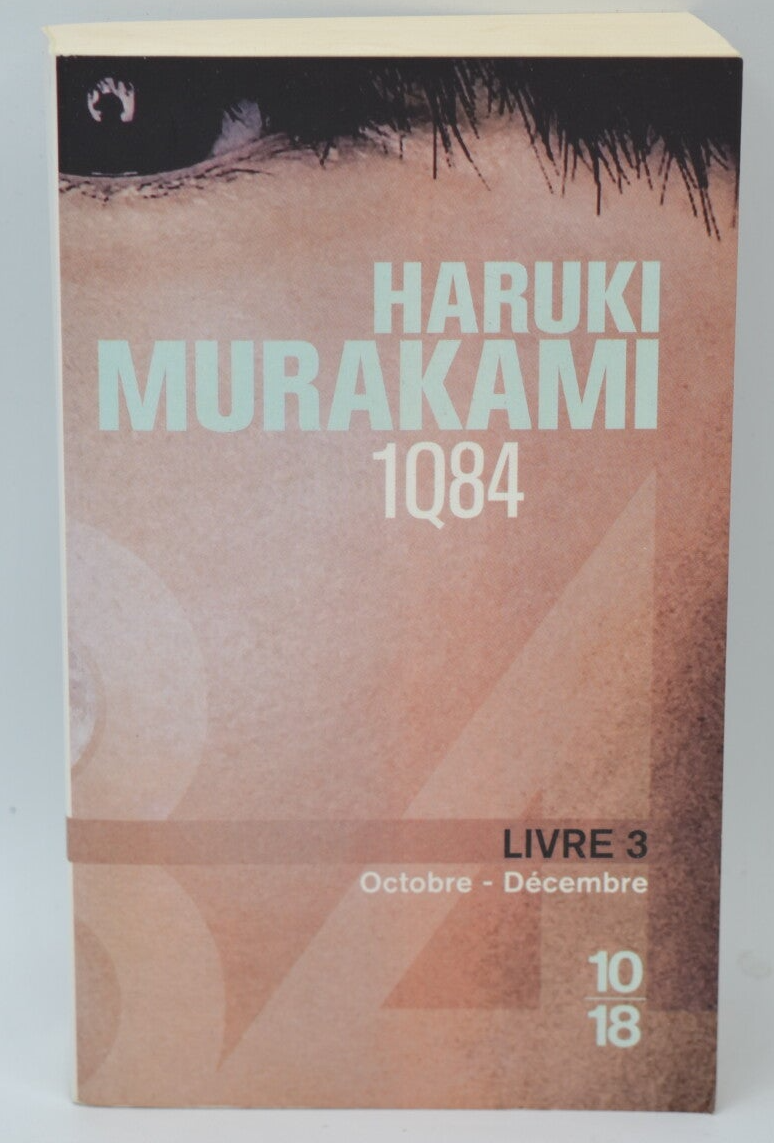 HARUKI
MURAKAMI
1Q84
LIVRE 3
Octobre - Décembre
10
18